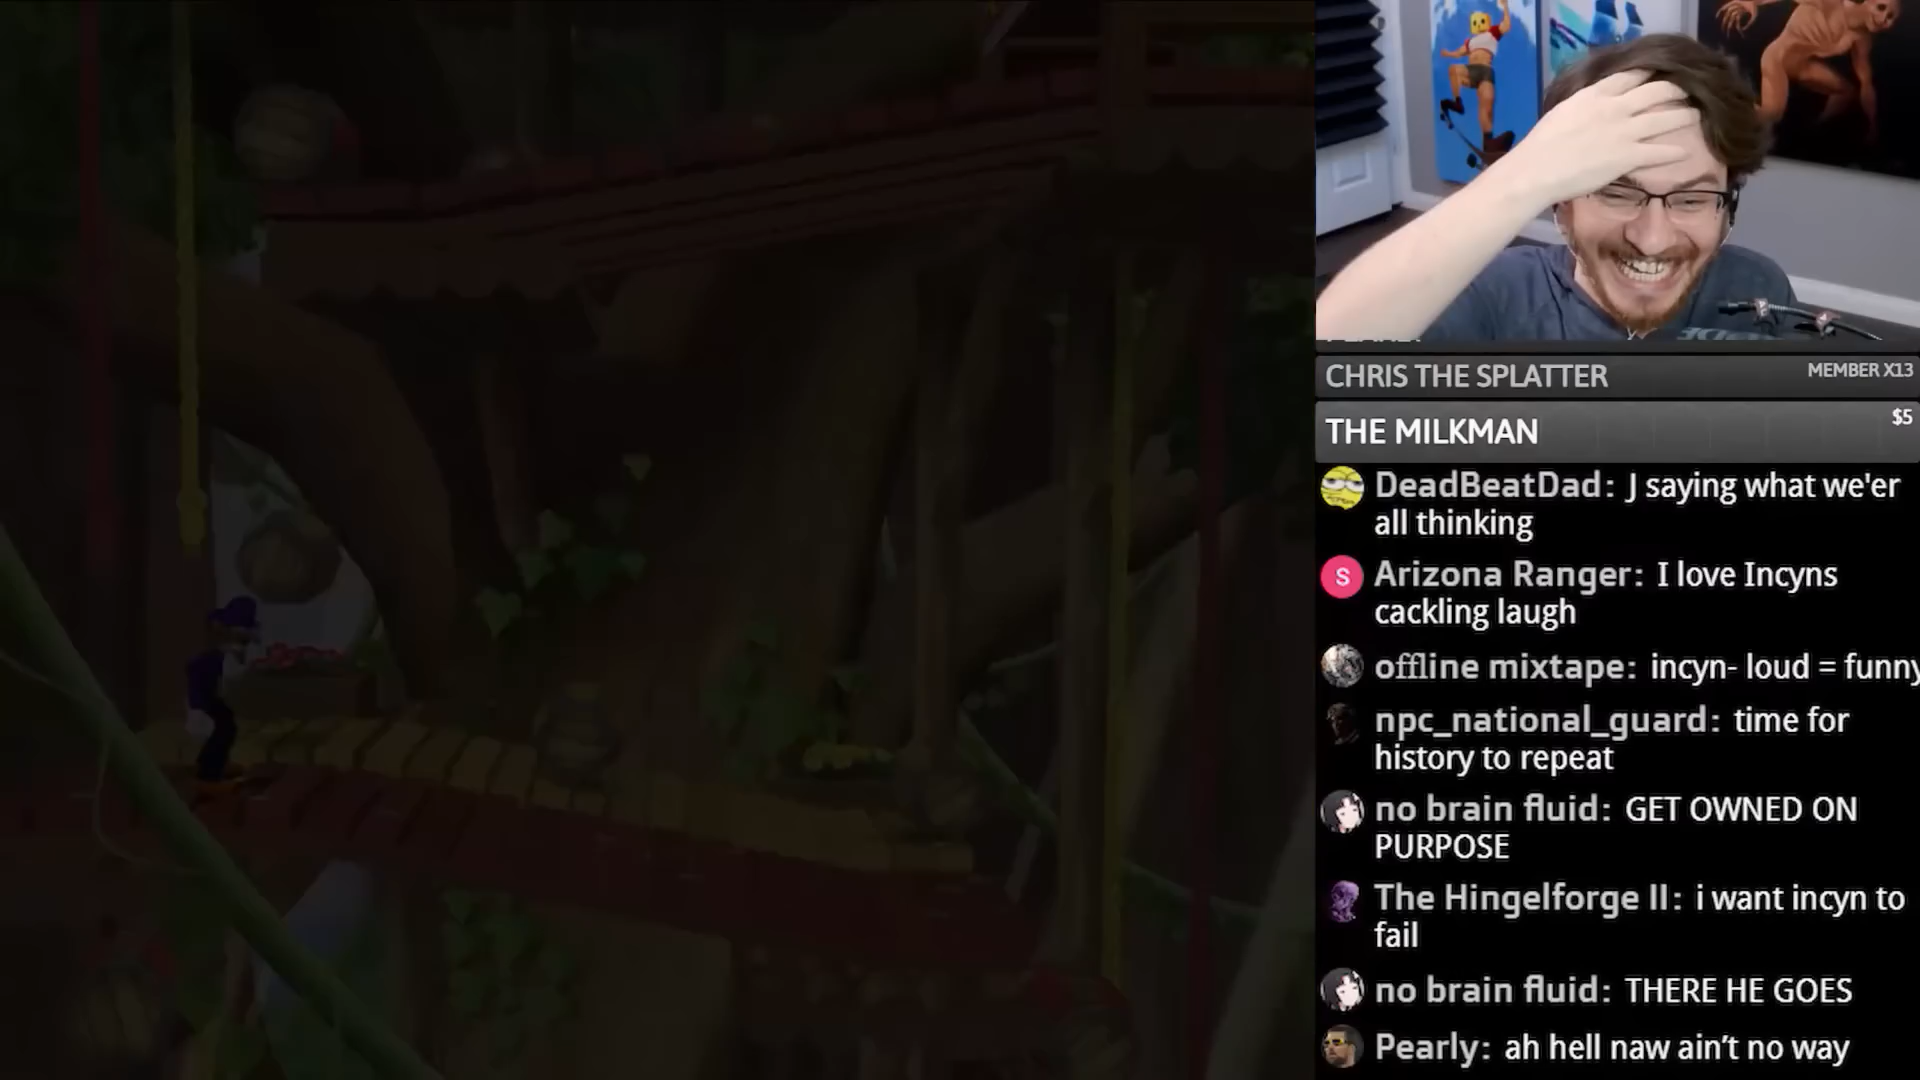 CHRIS THE SPLATTER
MEMBER X13
THE MILKMAN
$5
DeadBeatDad: J saying what we'er
all thinking
S
Arizona Ranger: I love Incyns
cackling laugh
offline mixtape: incyn- loud = funny
npc_national_guard: time for
history to repeat
no brain fluid: GET OWNED ON
PURPOSE
The Hingelforge II: i want incyn to
fail
no brain fluid: THERE HE GOES
Pearly: ah hell naw ain't no way